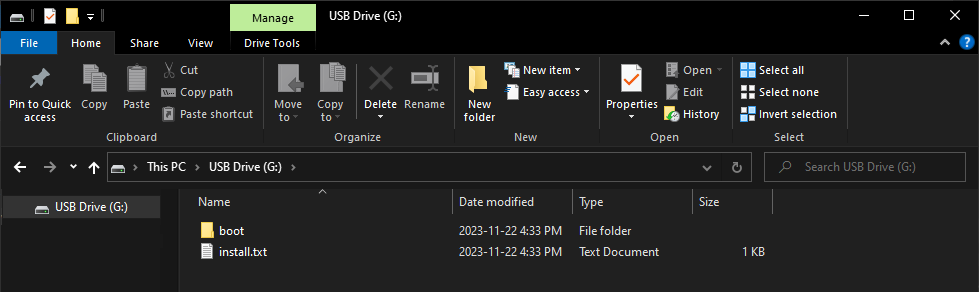 Manage
USB Drive (G:)
File
Home
Share
View
Drive Tools
Pin to Quick access
Copy
Paste
Cut
Copy path
Paste shortcut
Clipboard
Move to
Copy to
Delete
Rename
Organize
New folder
New item
Easy access
New
Properties
Open
Edit
History
Open
Select all
Select none
Invert selection
Select
This PC
USB Drive (G:)
Search USB Drive (G:)
USB Drive (G:)
Name Date modified Type Size
boot 2023-11-22 4:33 PM File folder
install.txt 2023-11-22 4:33 PM Text Document 1 KB